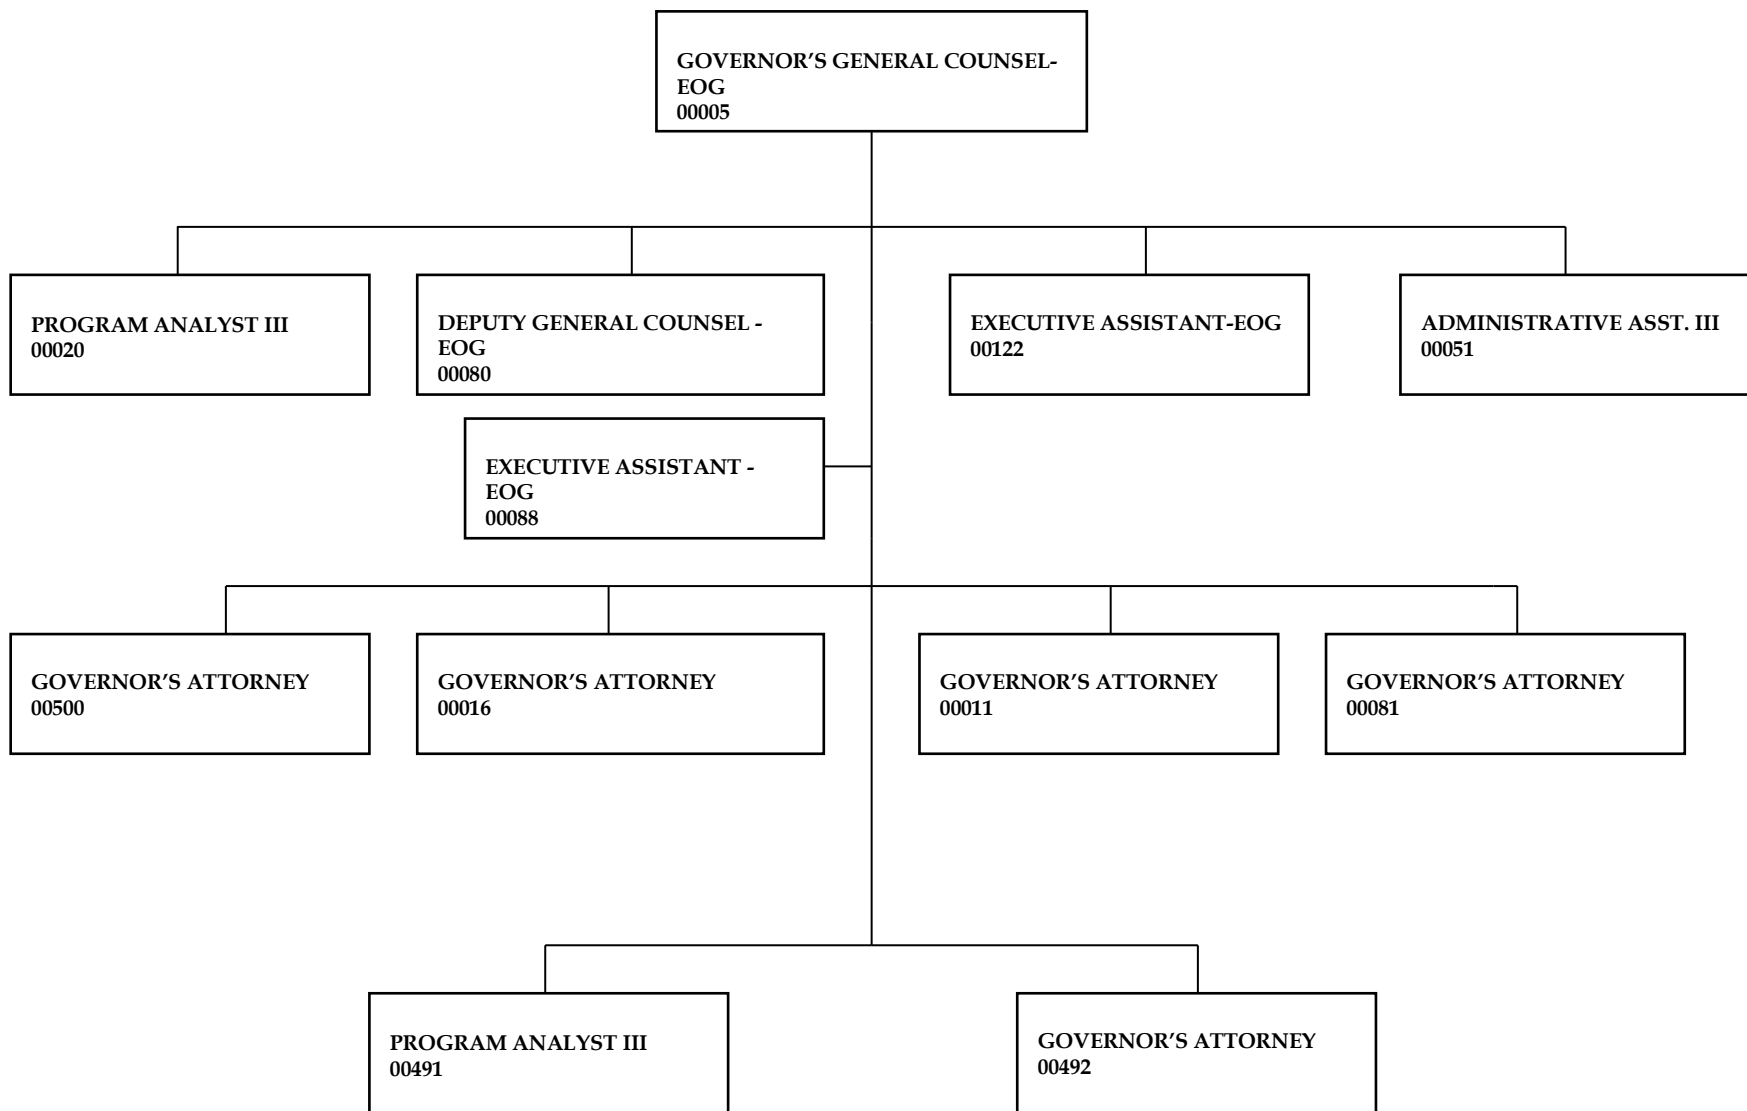 GOVERNOR’S GENERAL COUNSEL-
EOG
00005
PROGRAM ANALYST III
00020
DEPUTY GENERAL COUNSEL -
EOG
00080
EXECUTIVE ASSISTANT-EOG
00122
ADMINISTRATIVE ASST. III
00051
EXECUTIVE ASSISTANT -
EOG
00088
GOVERNOR’S ATTORNEY
00500
GOVERNOR’S ATTORNEY
00016
GOVERNOR’S ATTORNEY
00011
GOVERNOR’S ATTORNEY
00081
PROGRAM ANALYST III
00491
GOVERNOR’S ATTORNEY
00492